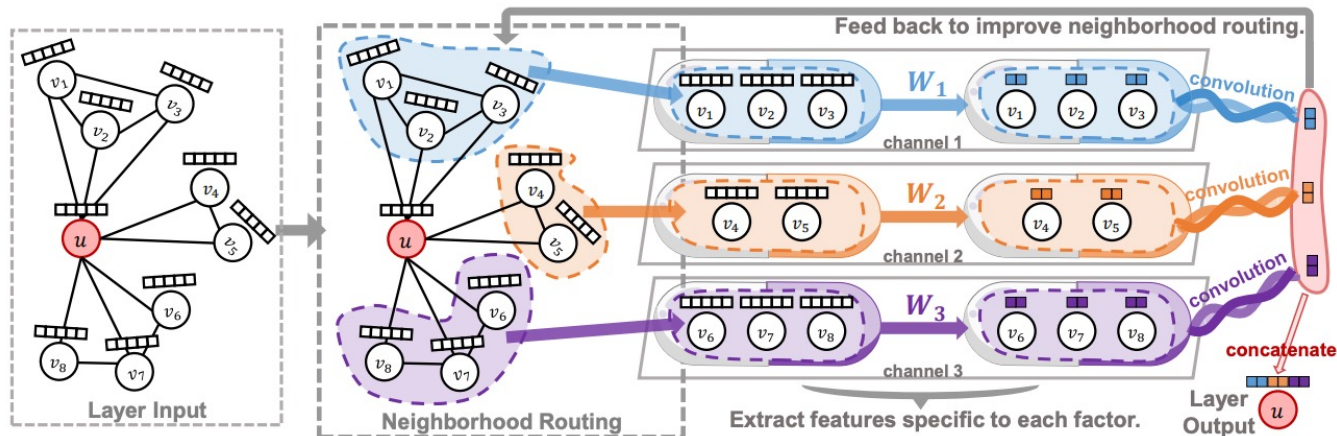 Feed back to improve neighborhood routing.
v1
v2
v3
v4
v5
u
v6
v7
v8
Layer Input
v1
v2
v3
v4
v5
u
v6
v7
v8
Neighborhood Routing
v1 v2 v3
W1
v1 v2 v3
channel 1
convolution
v4 v5
W2
v4 v5
channel 2
convolution
v6 v7 v8
W3
v6 v7 v8
channel 3
convolution
Extract features specific to each factor.
concatenate
Layer
Output
u